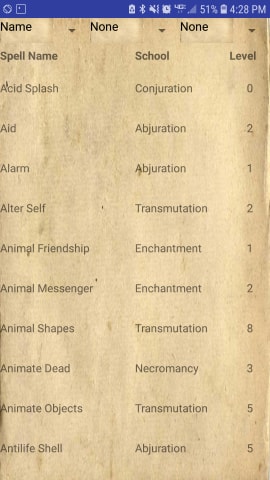 51% 4:28 PM
Name None None
Spell Name School Level
Acid Splash Conjuration 0
Aid Abjuration 2
Alarm Abjuration 1
Alter Self Transmutation 2
Animal Friendship Enchantment 1
Animal Messenger Enchantment 2
Animal Shapes Transmutation 8
Animate Dead Necromancy 3
Animate Objects Transmutation 5
Antilife Shell Abjuration 5